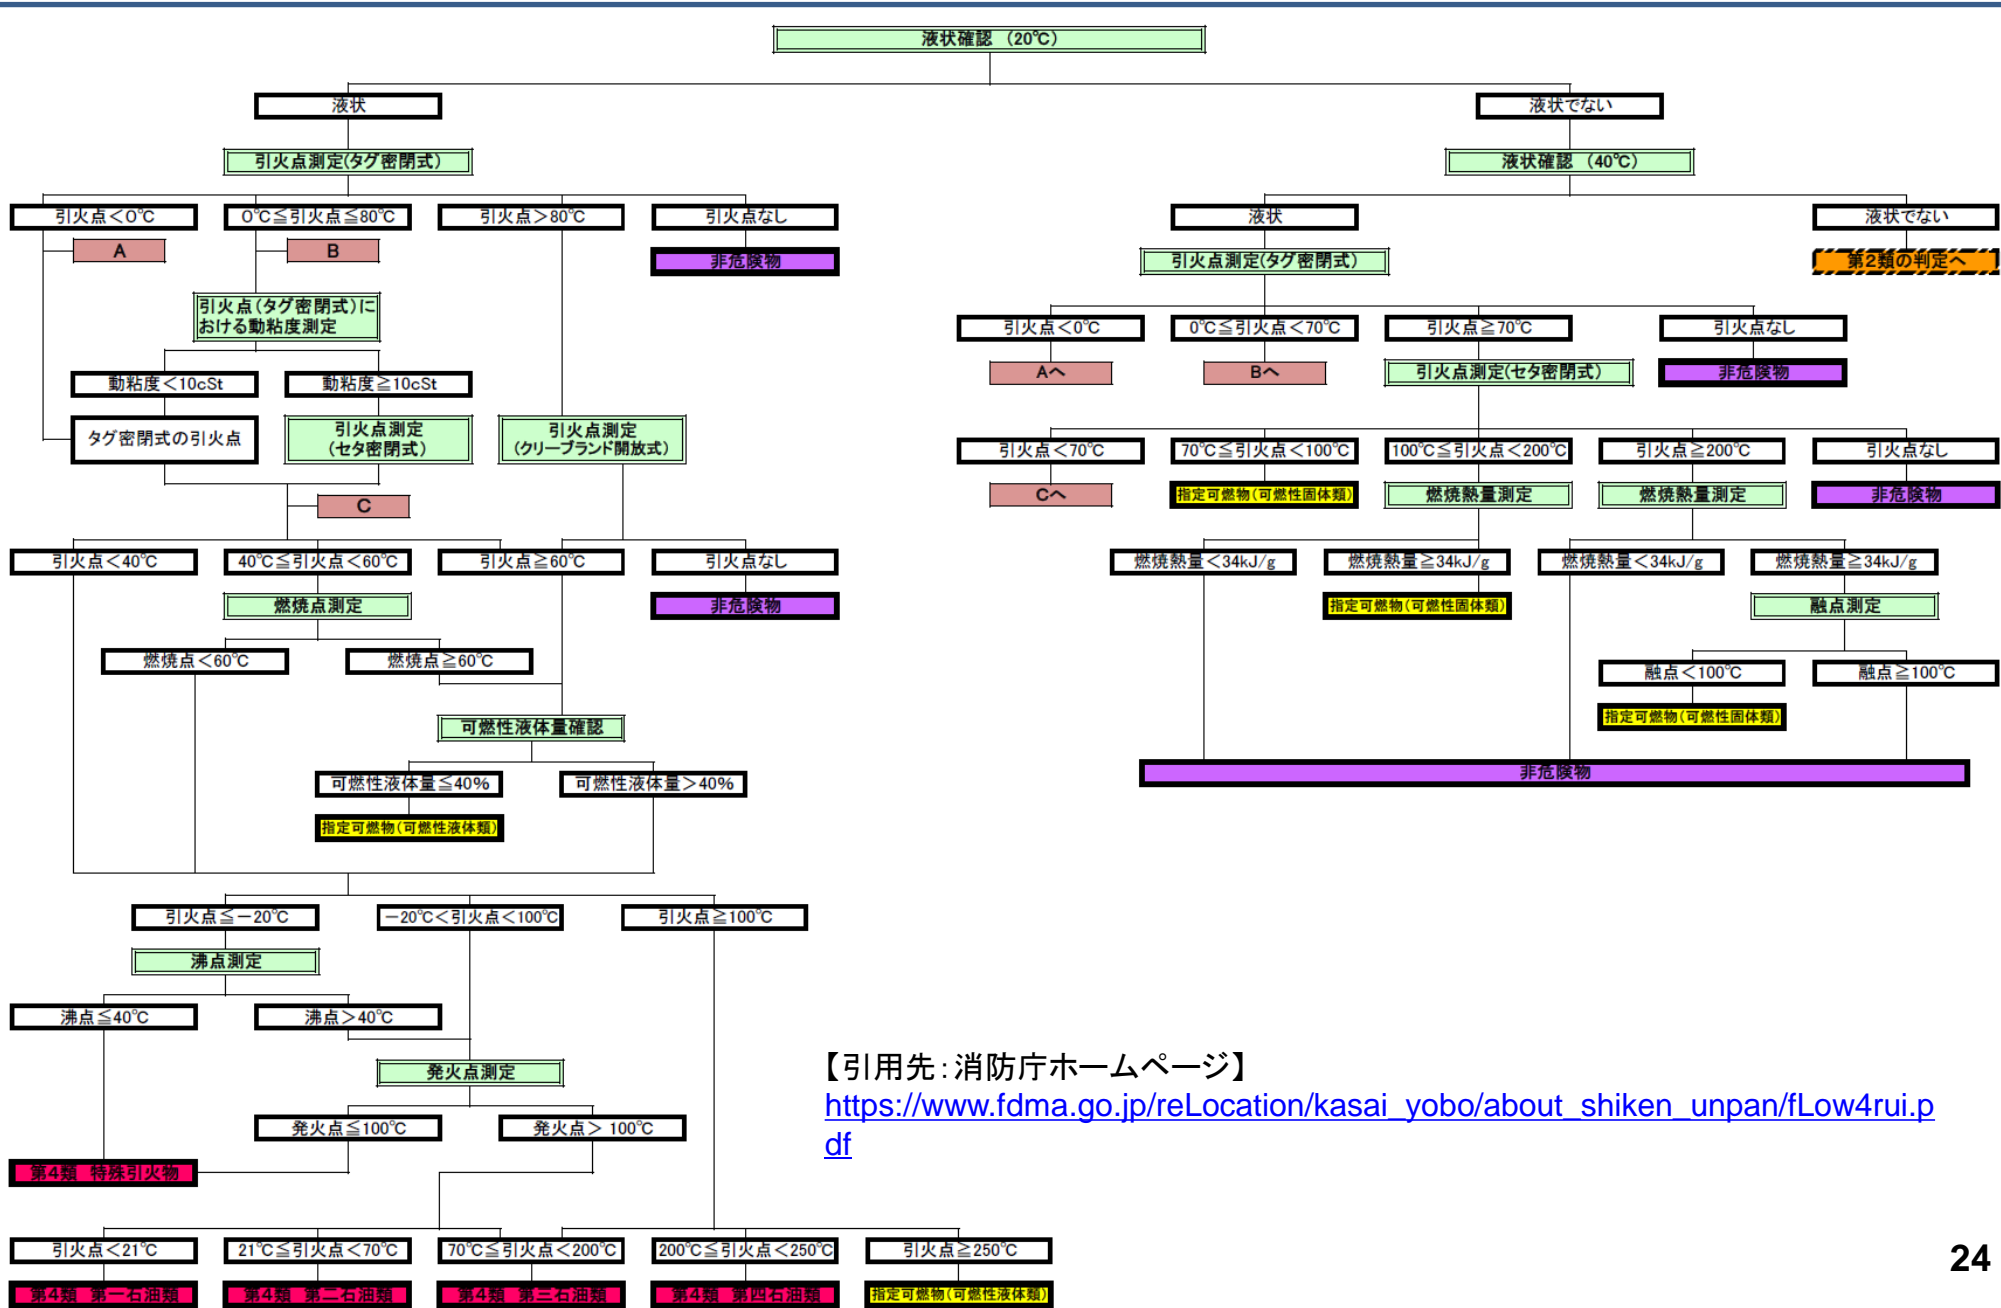 液状確認 (20℃)
液状
液状でない
引火点測定(タグ密閉式)
液状確認 (40℃)
引火点<0℃
0℃≦引火点≦80℃
引火点>80℃
引火点なし
液状
液状でない
A
B
非危険物
引火点測定(タグ密閉式)
第2類の判定へ
引火点(タグ密閉式)に
おける動粘度測定
引火点<0℃
0℃≦引火点<70℃
引火点≧70℃
引火点なし
動粘度<10cSt
動粘度≧10cSt
Aへ
Bへ
引火点測定(セタ密閉式)
非危険物
タグ密閉式の引火点
引火点測定
(セタ密閉式)
引火点測定
(クリーブランド開放式)
引火点<70℃
70℃≦引火点<100℃
100℃≦引火点<200℃
引火点≧200℃
引火点なし
C
Cへ
指定可燃物(可燃性固体類)
燃焼熱量測定
燃焼熱量測定
非危険物
引火点<40℃
40℃≦引火点<60℃
引火点≧60℃
引火点なし
燃焼熱量<34kJ/g
燃焼熱量≧34kJ/g
燃焼熱量<34kJ/g
燃焼熱量≧34kJ/g
燃焼点測定
非危険物
指定可燃物(可燃性固体類)
融点測定
燃焼点<60℃
燃焼点≧60℃
融点<100℃
融点≧100℃
可燃性液体量確認
指定可燃物(可燃性固体類)
可燃性液体量≦40%
可燃性液体量>40%
非危険物
指定可燃物(可燃性液体類)
引火点≦-20℃
-20℃<引火点<100℃
引火点≧100℃
沸点測定
沸点≦40℃
沸点>40℃
発火点測定
発火点≦100℃
発火点> 100℃
第4類 特殊引火物
【引用先:消防庁ホームページ】
https://www.fdma.go.jp/reLocation/kasai_yobo/about_shiken_unpan/fLow4rui.p
df
引火点<21℃
21℃≦引火点<70℃
70℃≦引火点<200℃
200℃≦引火点<250℃
引火点≧250℃
第4類 第一石油類
第4類 第二石油類
第4類 第三石油類
第4類 第四石油類
指定可燃物(可燃性液体類)
24